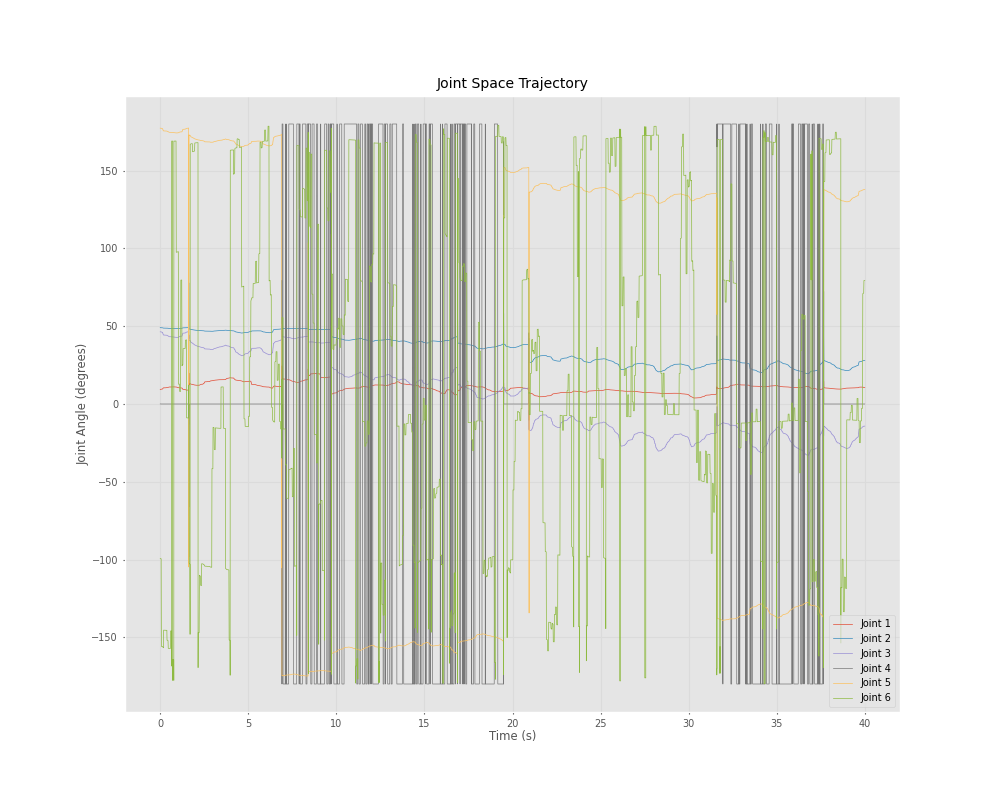 Joint Space Trajectory
Joint Angle (degrees)
150
100
50
0
−50
−100
−150
0
5
10
15
20
25
30
35
40
Time (s)
Joint 1
Joint 2
Joint 3
Joint 4
Joint 5
Joint 6